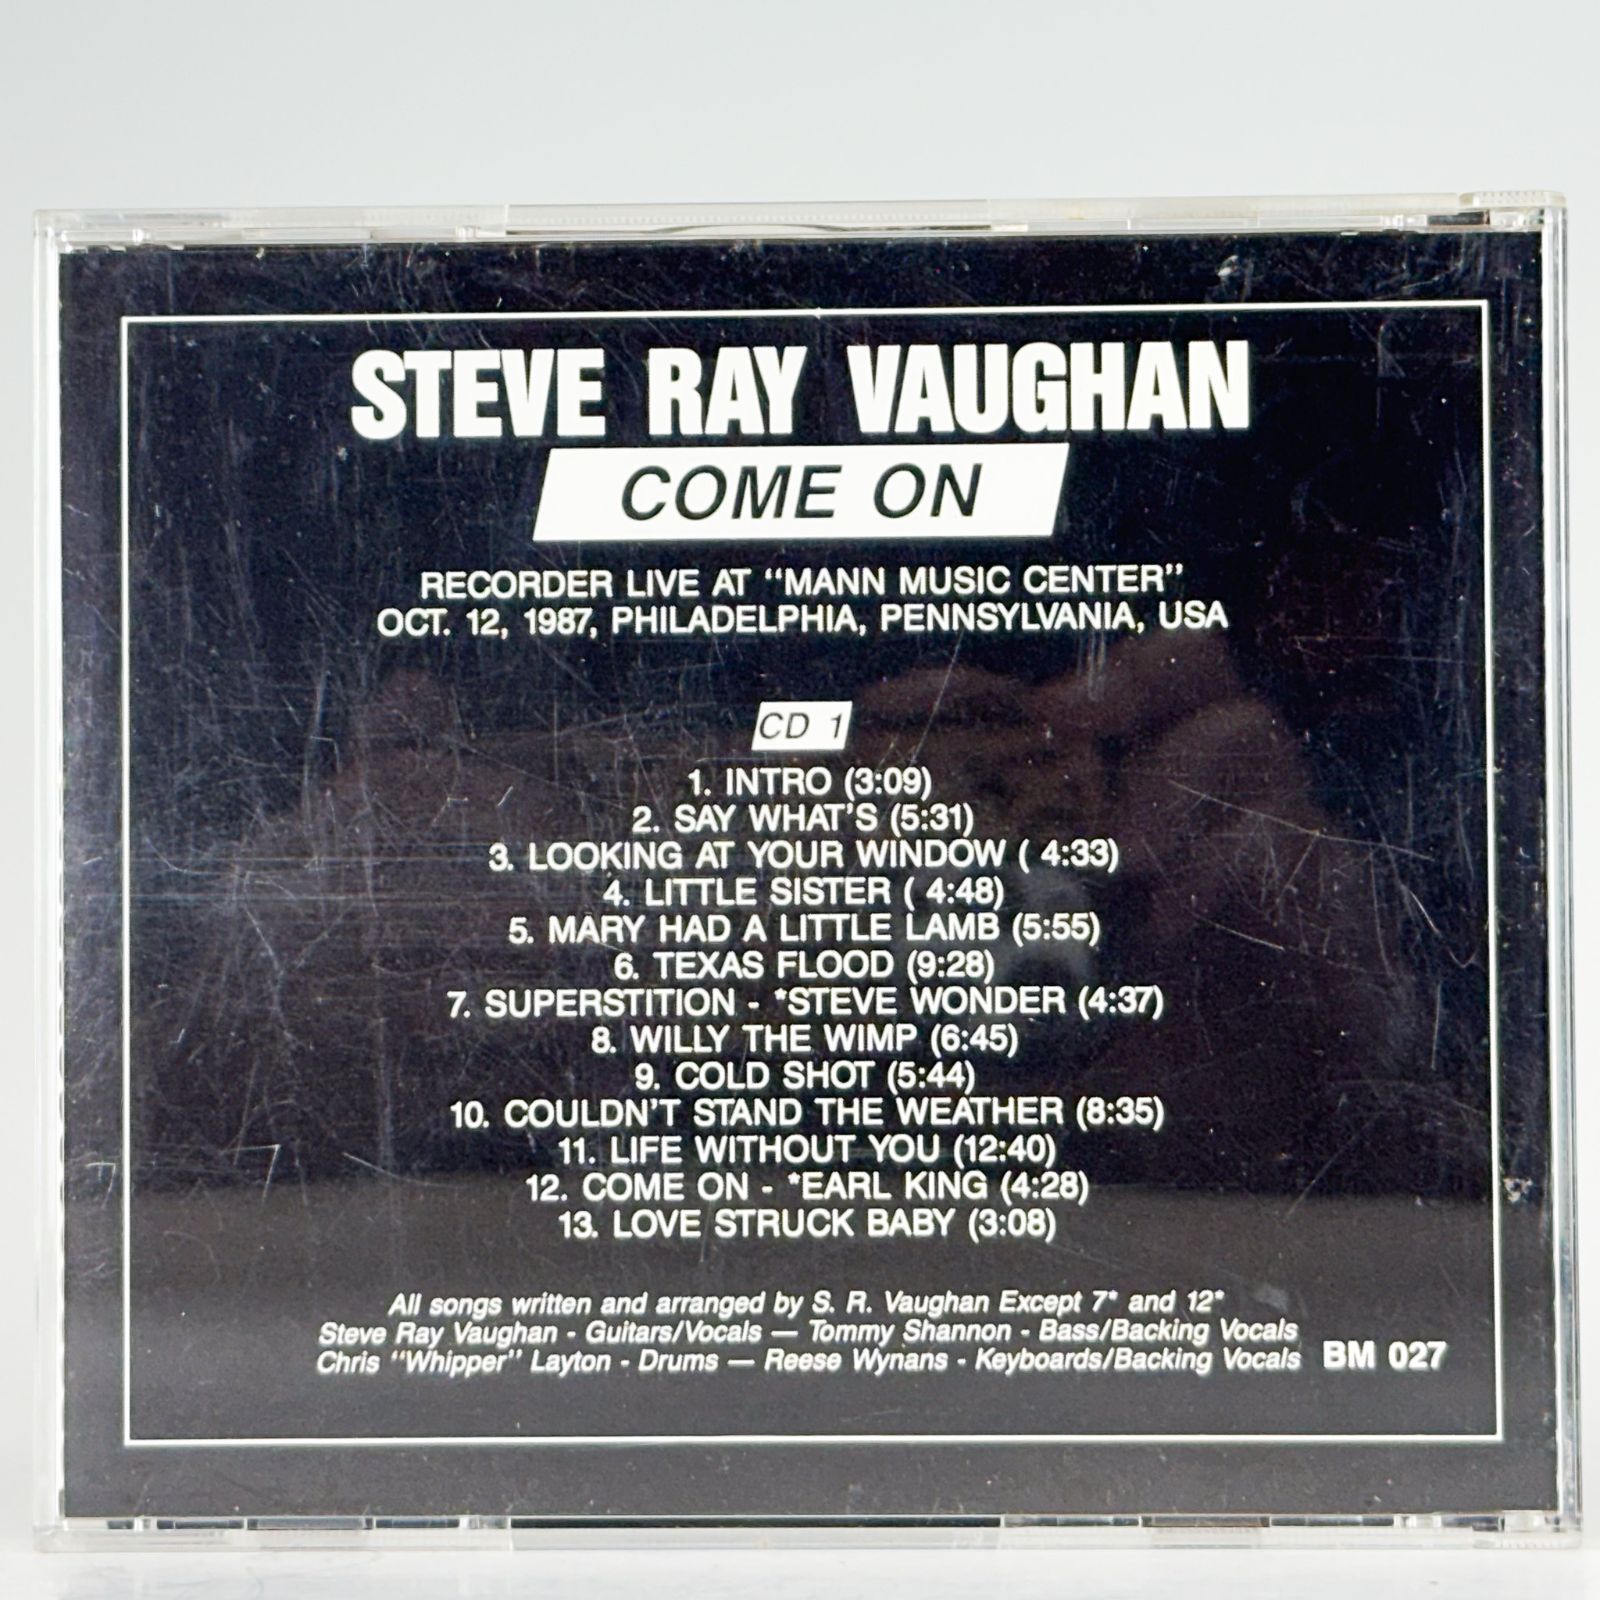 STEVE RAY VAUGHAN
COME ON
RECORDER LIVE AT "MANN MUSIC CENTER"
OCT. 12, 1987, PHILADELPHIA, PENNSYLVANIA, USA
CD 1
1. INTRO (3:09)
2. SAY WHAT'S (5:31)
3. LOOKING AT YOUR WINDOW ( 4:33)
4. LITTLE SISTER ( 4:48)
5. MARY HAD A LITTLE LAMB (5:55)
6. TEXAS FLOOD (9:28)
7. SUPERSTITION - *STEVE WONDER (4:37)
8. WILLY THE WIMP (6:45)
9. COLD SHOT (5:44)
10. COULDN'T STAND THE WEATHER (8:35)
11. LIFE WITHOUT YOU (12:40)
12. COME ON - *EARL KING (4:28)
13. LOVE STRUCK BABY (3:08)
All songs written and arranged by S. R. Vaughan Except 7* and 12*
Steve Ray Vaughan - Guitars/Vocals — Tommy Shannon - Bass/Backing Vocals
Chris "Whipper" Layton - Drums — Reese Wynans - Keyboards/Backing Vocals BM 027